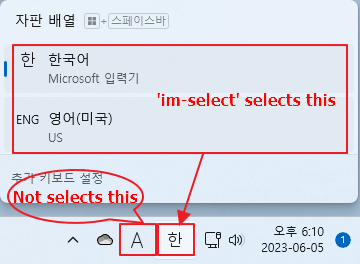 자판 배열 + 스페이스바
한 한국어
Microsoft 입력기
'im-select' selects this
ENG 영어(미국)
US
추가 키보드 설정
Not selects this
A 한 오후 6:10
2023-06-05 1